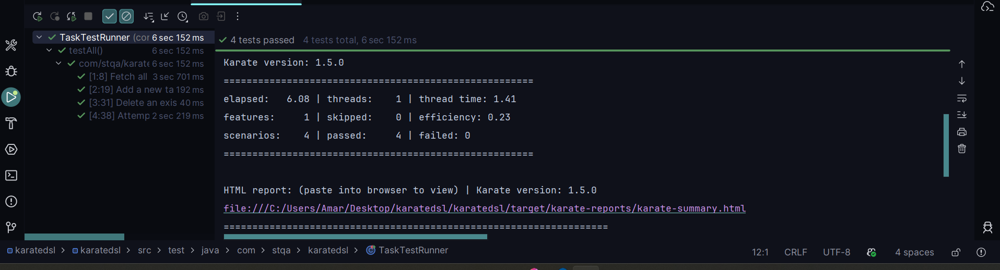 TaskTestRunner (cor 6 sec 152 ms
testAll() 6 sec 152 ms
com/stqa/karate 6 sec 152 ms
[1:8] Fetch all 3 sec 701 ms
[2:19] Add a new ta 192 ms
[3:31] Delete an exis 40 ms
[4:38] Attemp 2 sec 219 ms
4 tests passed 4 tests total, 6 sec 152 ms
Karate version: 1.5.0
======================================================
elapsed: 6.08 | threads: 1 | thread time: 1.41
features: 1 | skipped: 0 | efficiency: 0.23
scenarios: 4 | passed: 4 | failed: 0
======================================================
HTML report: (paste into browser to view) | Karate version: 1.5.0
file:///C:/Users/Amar/Desktop/karatedsl/karatedsl/target/karate-reports/karate-summary.html
===================================================================
karatedsl > karatedsl > src > test > java > com > stqa > karatedsl > TaskTestRunner
12:1 CRLF UTF-8 4 spaces